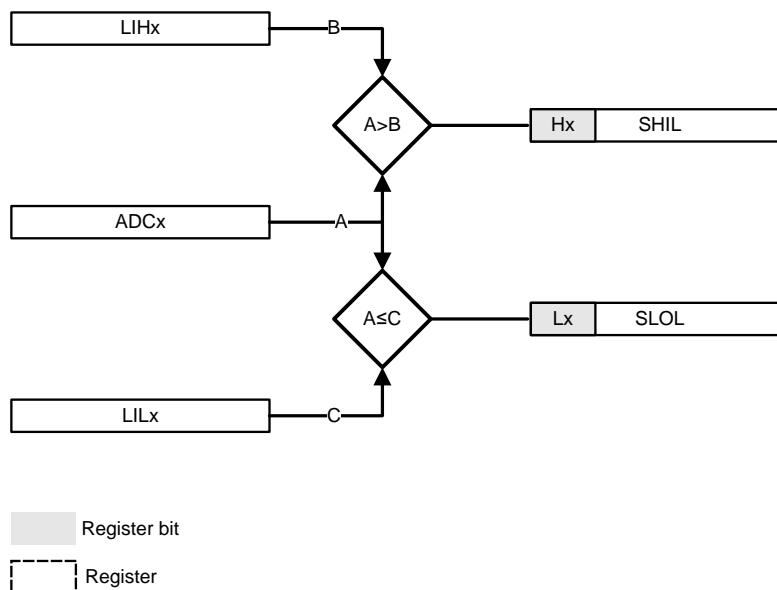 LIHx
B
A>B
Hx SHIL
ADCx
A
A≤C
Lx SLOL
LILx
C
Register bit
Register